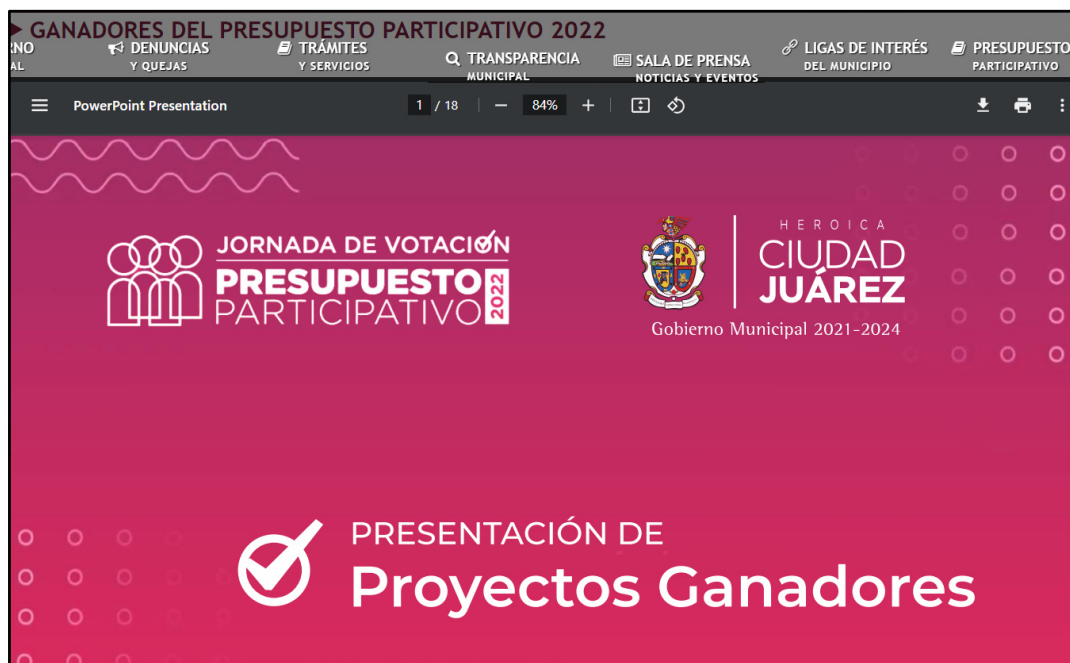 ► GANADORES DEL PRESUPUESTO PARTICIPATIVO 2022
RNO
AL
DENUNCIAS
Y QUEJAS
TRÁMITES
Y SERVICIOS
TRANSPARENCIA
MUNICIPAL
SALA DE PRENSA
NOTICIAS Y EVENTOS
LIGAS DE INTERÉS
DEL MUNICIPIO
PRESUPUESTO
PARTICIPATIVO
PowerPoint Presentation
1 / 18
84%
JORNADA DE VOTACIÓN
PRESUPUESTO
PARTICIPATIVO
2022
HEROICA
CIUDAD
JUÁREZ
Gobierno Municipal 2021-2024
PRESENTACIÓN DE
Proyectos Ganadores